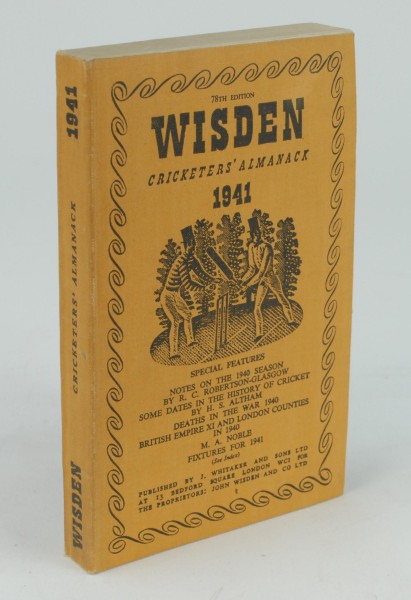 78TH EDITION
WISDEN
CRICKETERS' ALMANACK
1941
SPECIAL FEATURES
NOTES ON THE 1940 SEASON
BY R. C. ROBERTSON-GLASGOW
SOME DATES IN THE HISTORY OF CRICKET
BY H. S. ALTHAM
DEATHS IN THE WAR 1940
BRITISH EMPIRE XI AND LONDON COUNTIES
IN 1940
M. A. NOBLE
FIXTURES FOR 1941
(See Index)
PUBLISHED BY J. WHITAKER AND SONS LTD
AT 13 BEDFORD SQUARE LONDON WC1 FOR
THE PROPRIETORS: JOHN WISDEN AND CO LTD
WISDEN CRICKETERS' ALMANACK 1941